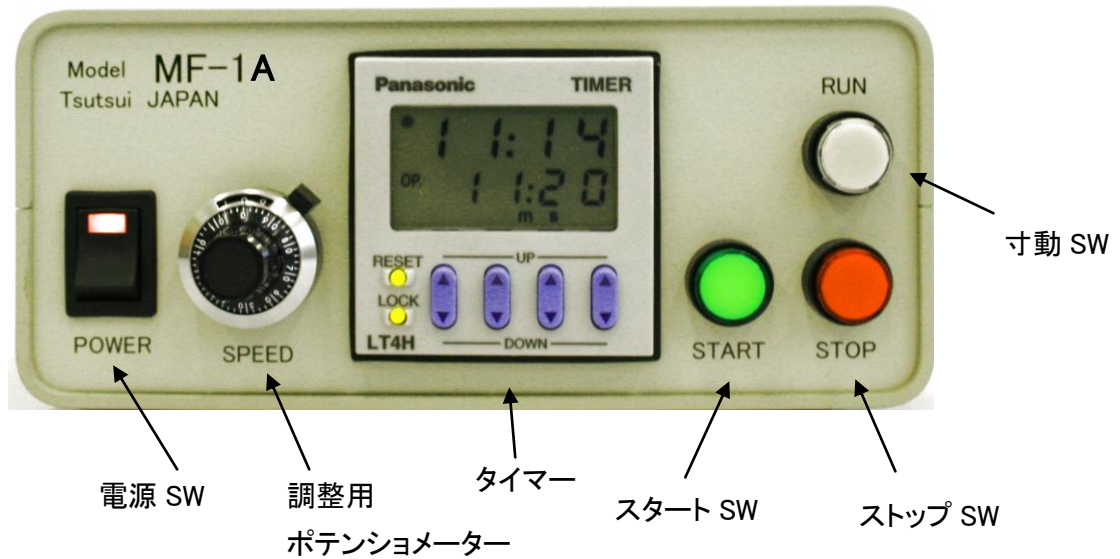 Model MF-1A
Tsutsui JAPAN
Panasonic TIMER
11:14
OP. 11:20
m s
RESET
UP
LOCK
LT4H
DOWN
POWER
SPEED
RUN
START
STOP
寸動 SW
電源 SW
調整用
ポテンショメーター
タイマー
スタート SW
ストップ SW